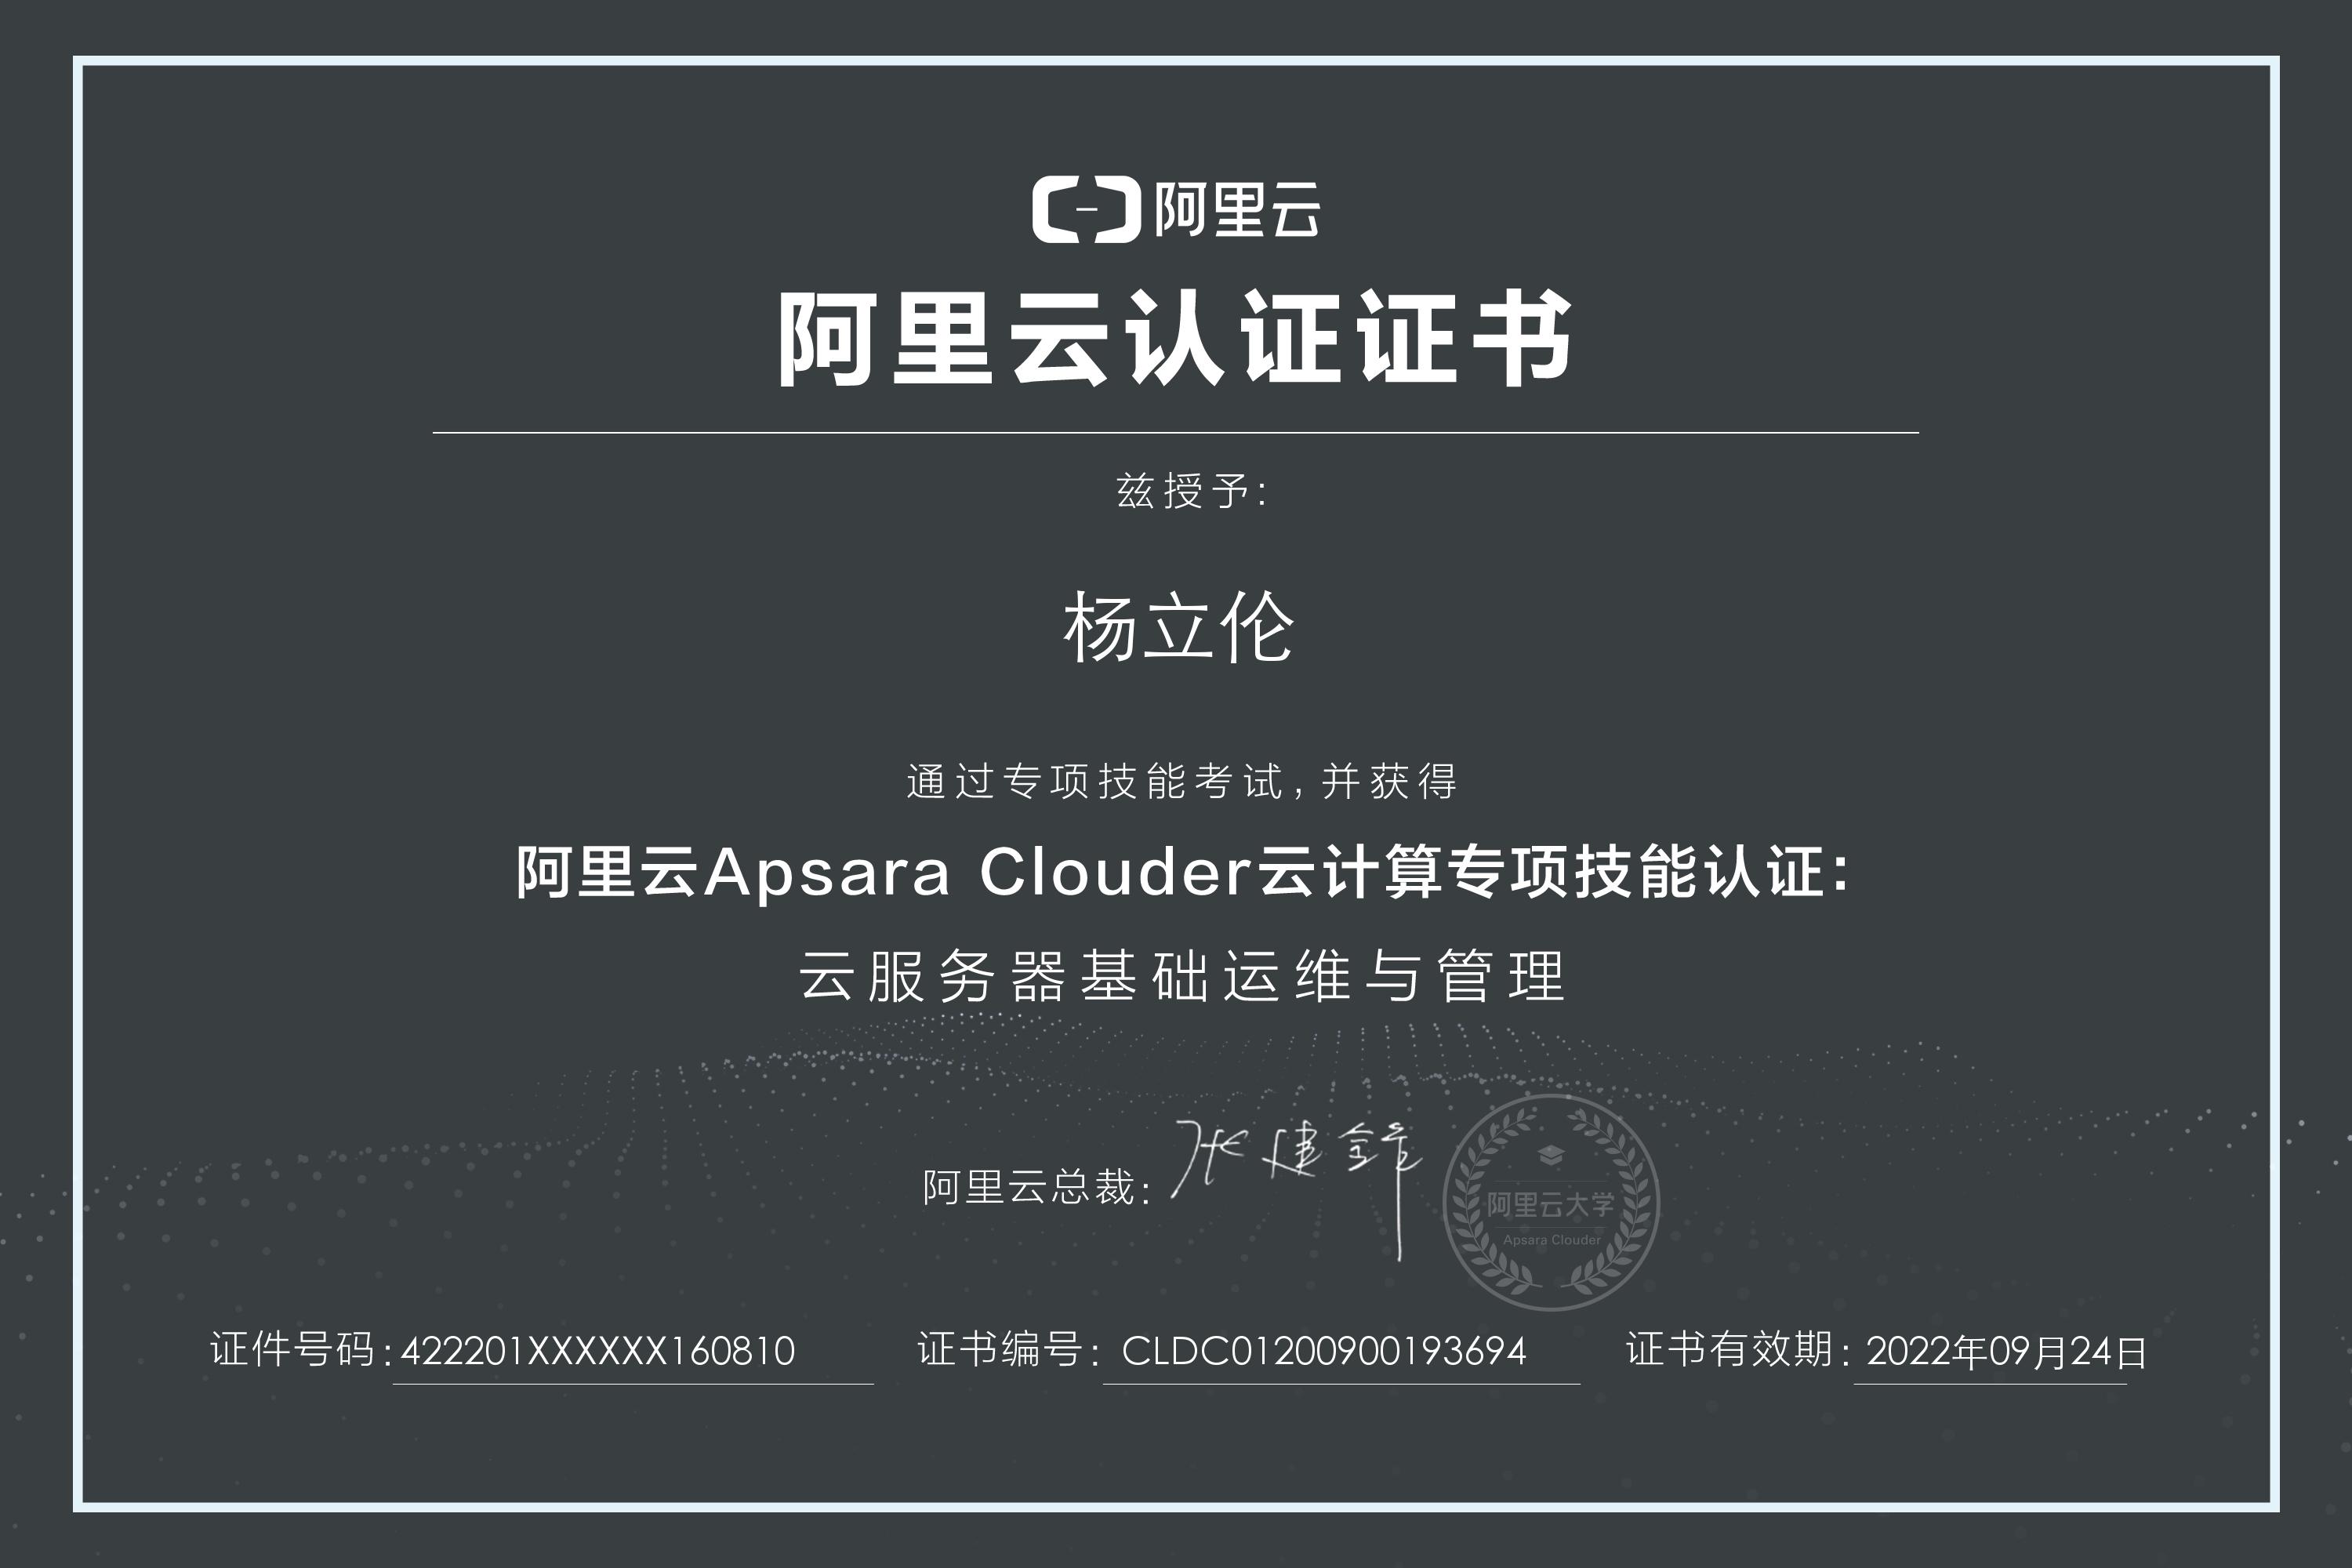 阿里云
阿里云认证证书
兹授予：
杨立伦
通过专项技能考试，并获得
阿里云Apsara Clouder云计算专项技能认证：
云服务器基础运维与管理
阿里云总裁：张建锋
阿里云大学
Apsara Clouder
证件号码：422201XXXXXX160810
证书编号：CLDC01200900193694
证书有效期：2022年09月24日